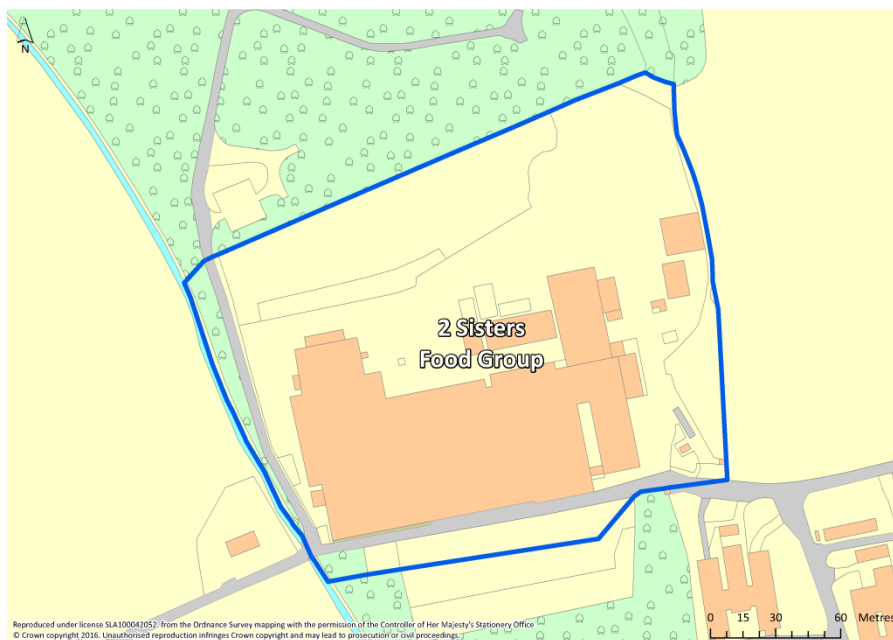 N
2 Sisters
Food Group
0 15 30 60 Metres
Reproduced under license SLA100042052. from the Ordnance Survey mapping with the permission of the Controller of Her Majesty's Stationery Office
© Crown copyright 2016. Unauthorised reproduction infringes Crown copyright and may lead to prosecution or civil proceedings.